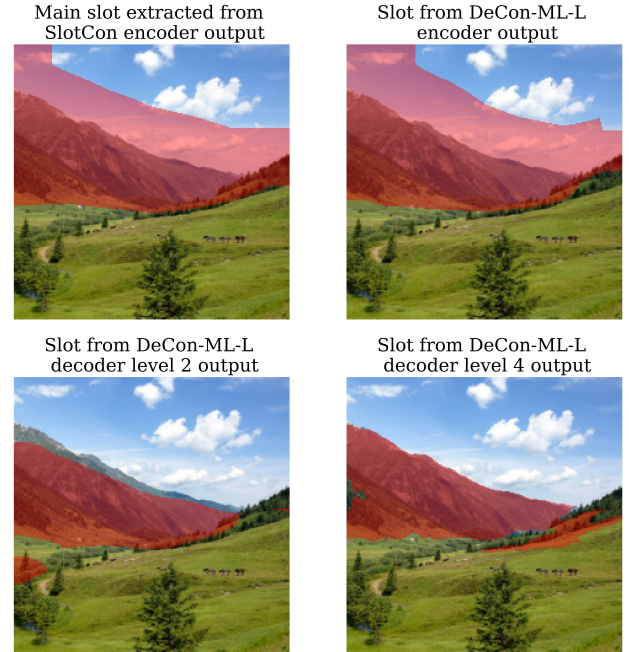 Main slot extracted from
SlotCon encoder output
Slot from DeCon-ML-L
encoder output
Slot from DeCon-ML-L
decoder level 2 output
Slot from DeCon-ML-L
decoder level 4 output